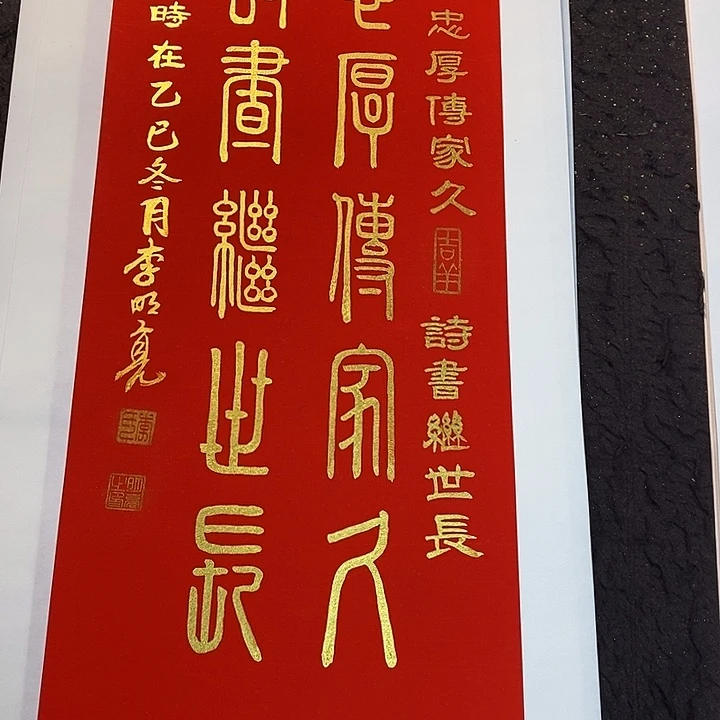 忠厚傳家久
詩書繼世長
厚傳家久
書繼世長
時在乙巳冬月李明亮